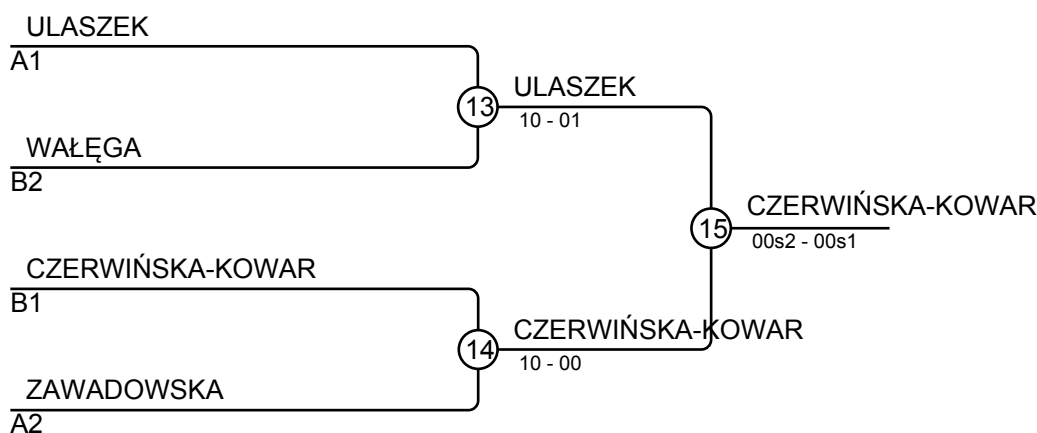 ULASZEK
A1
13
ULASZEK
10 - 01
WAŁĘGA
B2
15
CZERWIŃSKA-KOWAR
00s2 - 00s1
CZERWIŃSKA-KOWAR
B1
14
CZERWIŃSKA-KOWAR
10 - 00
ZAWADOWSKA
A2